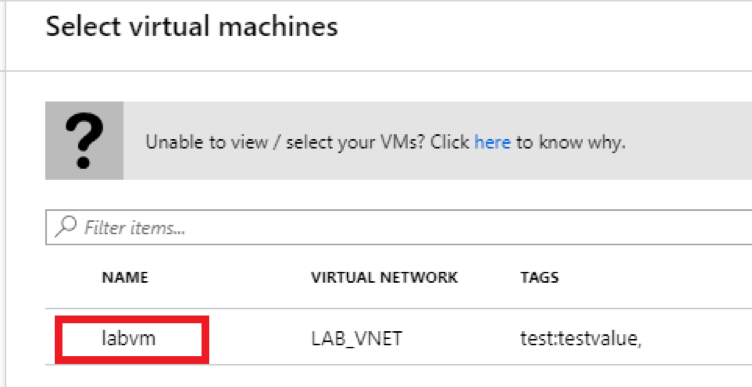 Select virtual machines
?
Unable to view / select your VMs? Click here to know why.
Filter items...
NAME VIRTUAL NETWORK TAGS
labvm LAB_VNET test:testvalue,